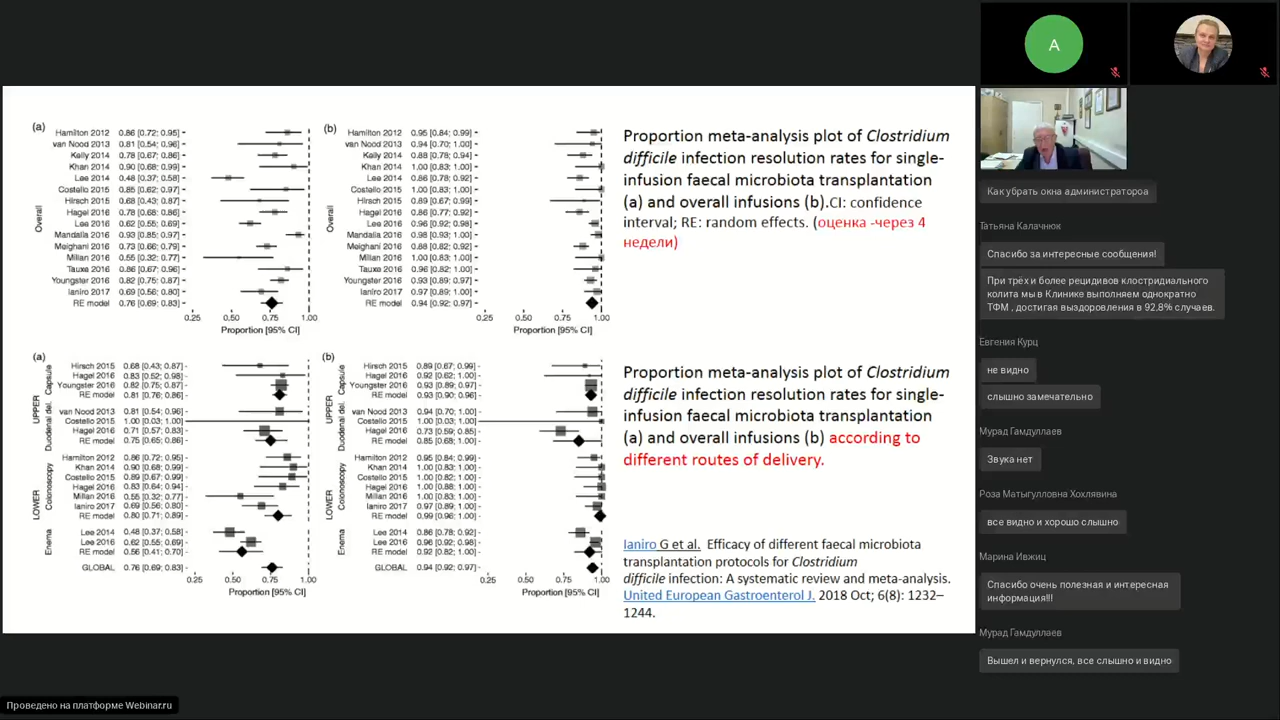 (a)
Overall
Hamilton 2012 0.86 [0.72; 0.95]
van Nood 2013 0.81 [0.54; 0.96]
Kelly 2014 0.78 [0.67; 0.86]
Khan 2014 0.90 [0.68; 0.99]
Lee 2014 0.48 [0.37; 0.58]
Costello 2015 0.85 [0.62; 0.97]
Hirsch 2015 0.68 [0.43; 0.87]
Hagel 2016 0.78 [0.68; 0.86]
Lee 2016 0.62 [0.55; 0.69]
Mandalia 2016 0.93 [0.85; 0.97]
Meighani 2016 0.73 [0.66; 0.79]
Millan 2016 0.55 [0.32; 0.77]
Tauxe 2016 0.86 [0.67; 0.96]
Youngster 2016 0.82 [0.75; 0.87]
Ianiro 2017 0.69 [0.56; 0.80]
RE model 0.76 [0.69; 0.83]
0.25 0.50 0.75 1.00
Proportion [95% CI]
(b)
Overall
Hamilton 2012 0.95 [0.84; 0.99]
van Nood 2013 0.94 [0.70; 1.00]
Kelly 2014 0.88 [0.78; 0.94]
Khan 2014 1.00 [0.83; 1.00]
Lee 2014 0.86 [0.78; 0.92]
Costello 2015 1.00 [0.83; 1.00]
Hirsch 2015 0.89 [0.67; 0.99]
Hagel 2016 0.86 [0.77; 0.92]
Lee 2016 0.96 [0.92; 0.98]
Mandalia 2016 0.98 [0.93; 1.00]
Meighani 2016 0.88 [0.82; 0.92]
Millan 2016 1.00 [0.83; 1.00]
Tauxe 2016 0.96 [0.82; 1.00]
Youngster 2016 0.93 [0.89; 0.97]
Ianiro 2017 0.97 [0.89; 1.00]
RE model 0.94 [0.92; 0.97]
0.25 0.50 0.75 1.00
Proportion [95% CI]
Proportion meta-analysis plot of Clostridium
difficile infection resolution rates for single-
infusion faecal microbiota transplantation
(a) and overall infusions (b).CI: confidence
interval; RE: random effects. (оценка -через 4
недели)
(a)
UPPER
Capsule
Hirsch 2015 0.68 [0.43; 0.87]
Hagel 2016 0.83 [0.52; 0.98]
Youngster 2016 0.82 [0.75; 0.87]
RE model 0.81 [0.76; 0.86]
Duodenal del.
van Nood 2013 0.81 [0.54; 0.96]
Costello 2015 1.00 [0.03; 1.00]
Hagel 2016 0.71 [0.57; 0.83]
RE model 0.75 [0.65; 0.86]
LOWER
Colonoscopy
Hamilton 2012 0.86 [0.72; 0.95]
Khan 2014 0.90 [0.68; 0.99]
Costello 2015 0.89 [0.67; 0.99]
Hagel 2016 0.83 [0.64; 0.94]
Millan 2016 0.55 [0.32; 0.77]
Ianiro 2017 0.69 [0.56; 0.80]
RE model 0.80 [0.71; 0.89]
Enema
Lee 2014 0.48 [0.37; 0.58]
Lee 2016 0.62 [0.55; 0.69]
RE model 0.56 [0.41; 0.70]
GLOBAL 0.76 [0.69; 0.83]
0.25 0.50 0.75 1.00
Proportion [95% CI]
(b)
UPPER
Capsule
Hirsch 2015 0.89 [0.67; 0.99]
Hagel 2016 0.92 [0.62; 1.00]
Youngster 2016 0.93 [0.89; 0.97]
RE model 0.93 [0.90; 0.96]
Duodenal del.
van Nood 2013 0.94 [0.70; 1.00]
Costello 2015 1.00 [0.03; 1.00]
Hagel 2016 0.73 [0.59; 0.85]
RE model 0.85 [0.68; 1.00]
LOWER
Colonoscopy
Hamilton 2012 0.95 [0.84; 0.99]
Khan 2014 1.00 [0.83; 1.00]
Costello 2015 1.00 [0.82; 1.00]
Hagel 2016 1.00 [0.88; 1.00]
Millan 2016 1.00 [0.83; 1.00]
Ianiro 2017 0.97 [0.89; 1.00]
RE model 0.99 [0.96; 1.00]
Enema
Lee 2014 0.86 [0.78; 0.92]
Lee 2016 0.96 [0.92; 0.98]
RE model 0.92 [0.82; 1.00]
GLOBAL 0.94 [0.92; 0.97]
0.25 0.50 0.75 1.00
Proportion [95% CI]
Proportion meta-analysis plot of Clostridium
difficile infection resolution rates for single-
infusion faecal microbiota transplantation
(a) and overall infusions (b) according to
different routes of delivery.
Ianiro G et al. Efficacy of different faecal microbiota
transplantation protocols for Clostridium
difficile infection: A systematic review and meta-analysis.
United European Gastroenterol J. 2018 Oct; 6(8): 1232–
1244.
A
Как убрать окна администратороа
Татьяна Калачнюк
Спасибо за интересные сообщения!
При трёх и более рецидивов клостридиального
колита мы в Клинике выполняем однократно
ТФМ , достигая выздоровления в 92,8% случаев.
Евгения Курц
не видно
слышно замечательно
Мурад Гамдуллаев
Звука нет
Роза Матыгулловна Хохлявина
все видно и хорошо слышно
Марина Ивжиц
Спасибо очень полезная и интересная
информация!!!
Мурад Гамдуллаев
Вышел и вернулся, все слышно и видно
Проведено на платформе Webinar.ru